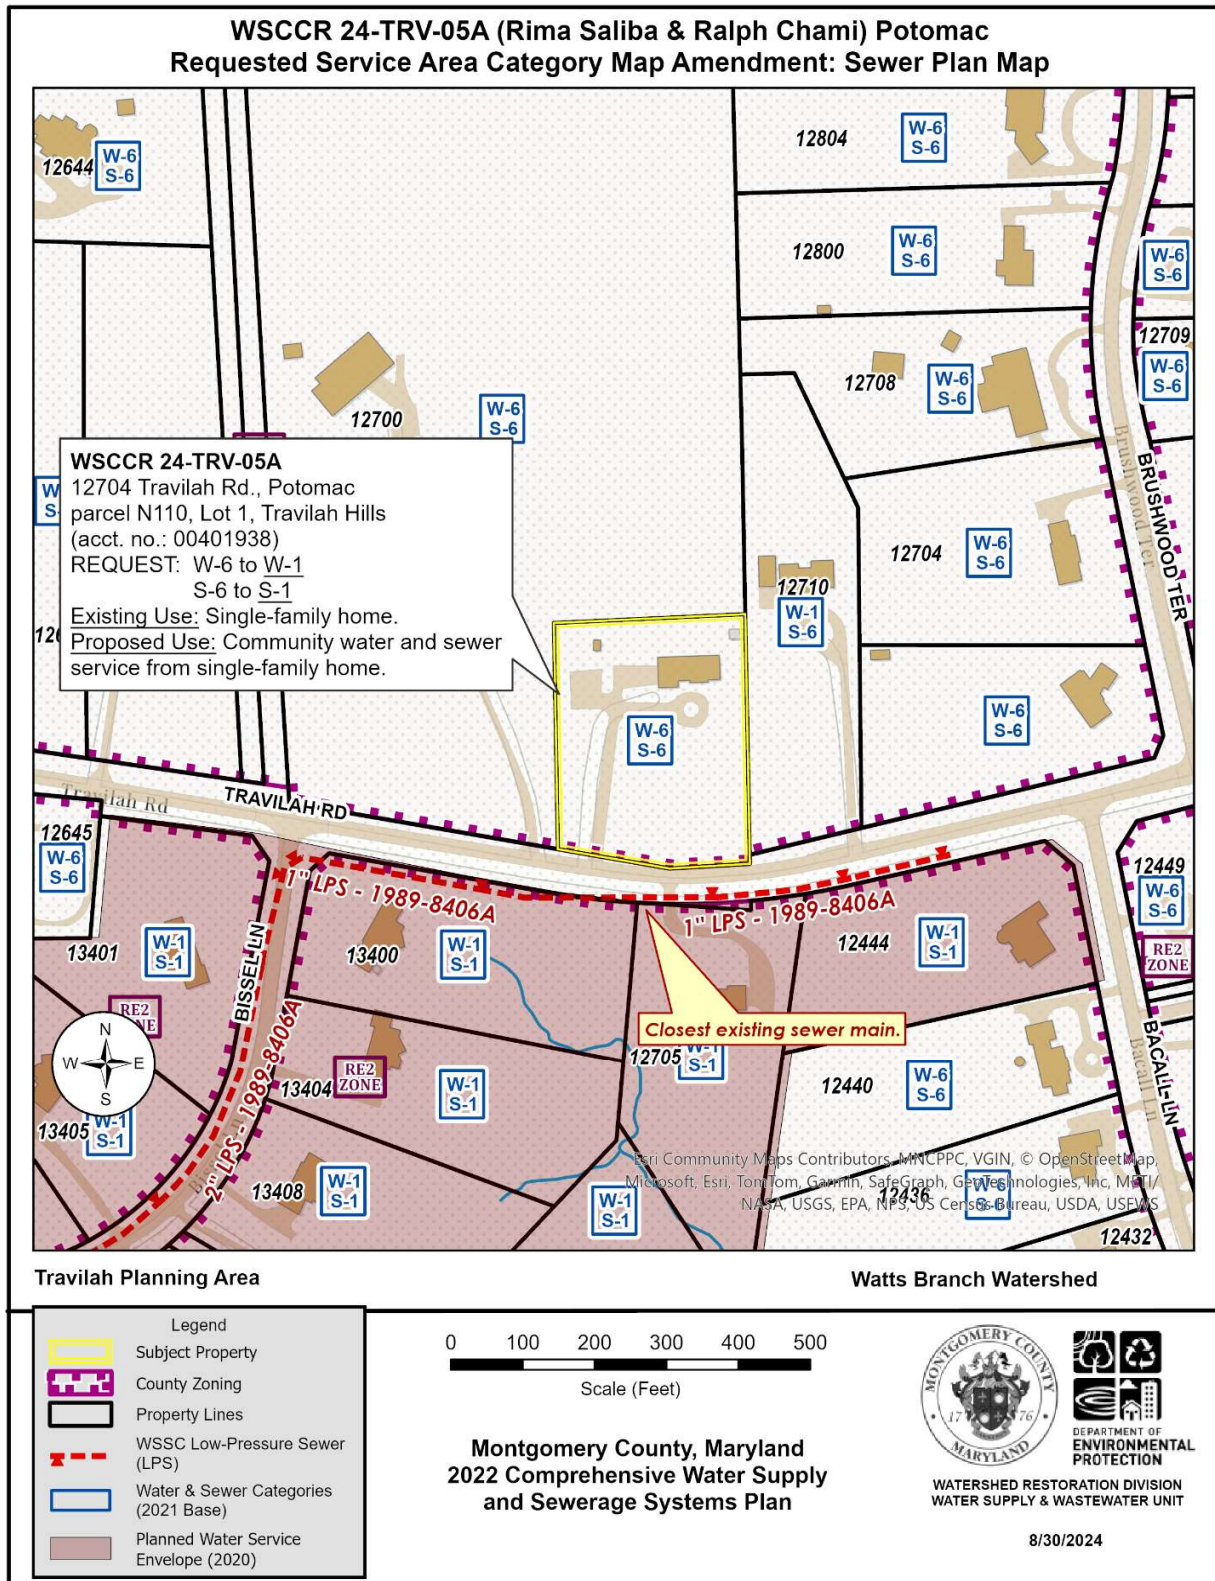 WSCCR 24-TRV-05A (Rima Saliba & Ralph Chami) Potomac
Requested Service Area Category Map Amendment: Sewer Plan Map
12644
W-6
S-6
12804
W-6
S-6
12800
W-6
S-6
W-6
S-6
12709
W-6
S-6
12708
W-6
S-6
12700
W-6
S-6
WSCCR 24-TRV-05A
12704 Travilah Rd., Potomac
parcel N110, Lot 1, Travilah Hills
(acct. no.: 00401938)
REQUEST: W-6 to W-1
S-6 to S-1
Existing Use: Single-family home.
Proposed Use: Community water and sewer
service from single-family home.
Brushwood Ter
BRUSHWOOD TER
12704
W-6
S-6
12710
W-1
S-6
W-6
S-6
W-6
S-6
Travilah Rd
TRAVILAH RD
12645
W-6
S-6
1" LPS - 1989-8406A
1" LPS - 1989-8406A
12449
W-6
S-6
RE2
ZONE
13401
W-1
S-1
BISSEL LN
13400
W-1
S-1
12444
W-1
S-1
Closest existing sewer main.
RE2
N
W E
S
2" LPS - 1989-8406A
13404
RE2
ZONE
W-1
S-1
12705
W-1
S-1
12440
W-6
S-6
BACALL LN
Bacall Ln
13405
W-1
S-1
13408
W-1
S-1
W-1
S-1
12436
W-6
S-6
12432
Esri Community Maps Contributors, MNCPPC, VGIN, © OpenStreetMap,
Microsoft, Esri, TomTom, Garmin, SafeGraph, GeoTechnologies, Inc, METI/
NASA, USGS, EPA, NPS, US Census Bureau, USDA, USFWS
Travilah Planning Area
Watts Branch Watershed
Legend
Subject Property
County Zoning
Property Lines
WSSC Low-Pressure Sewer
(LPS)
Water & Sewer Categories
(2021 Base)
Planned Water Service
Envelope (2020)
0 100 200 300 400 500
Scale (Feet)
Montgomery County, Maryland
2022 Comprehensive Water Supply
and Sewerage Systems Plan
MONTGOMERY COUNTY
17 76
MARYLAND
DEPARTMENT OF
ENVIRONMENTAL
PROTECTION
WATERSHED RESTORATION DIVISION
WATER SUPPLY & WASTEWATER UNIT
8/30/2024